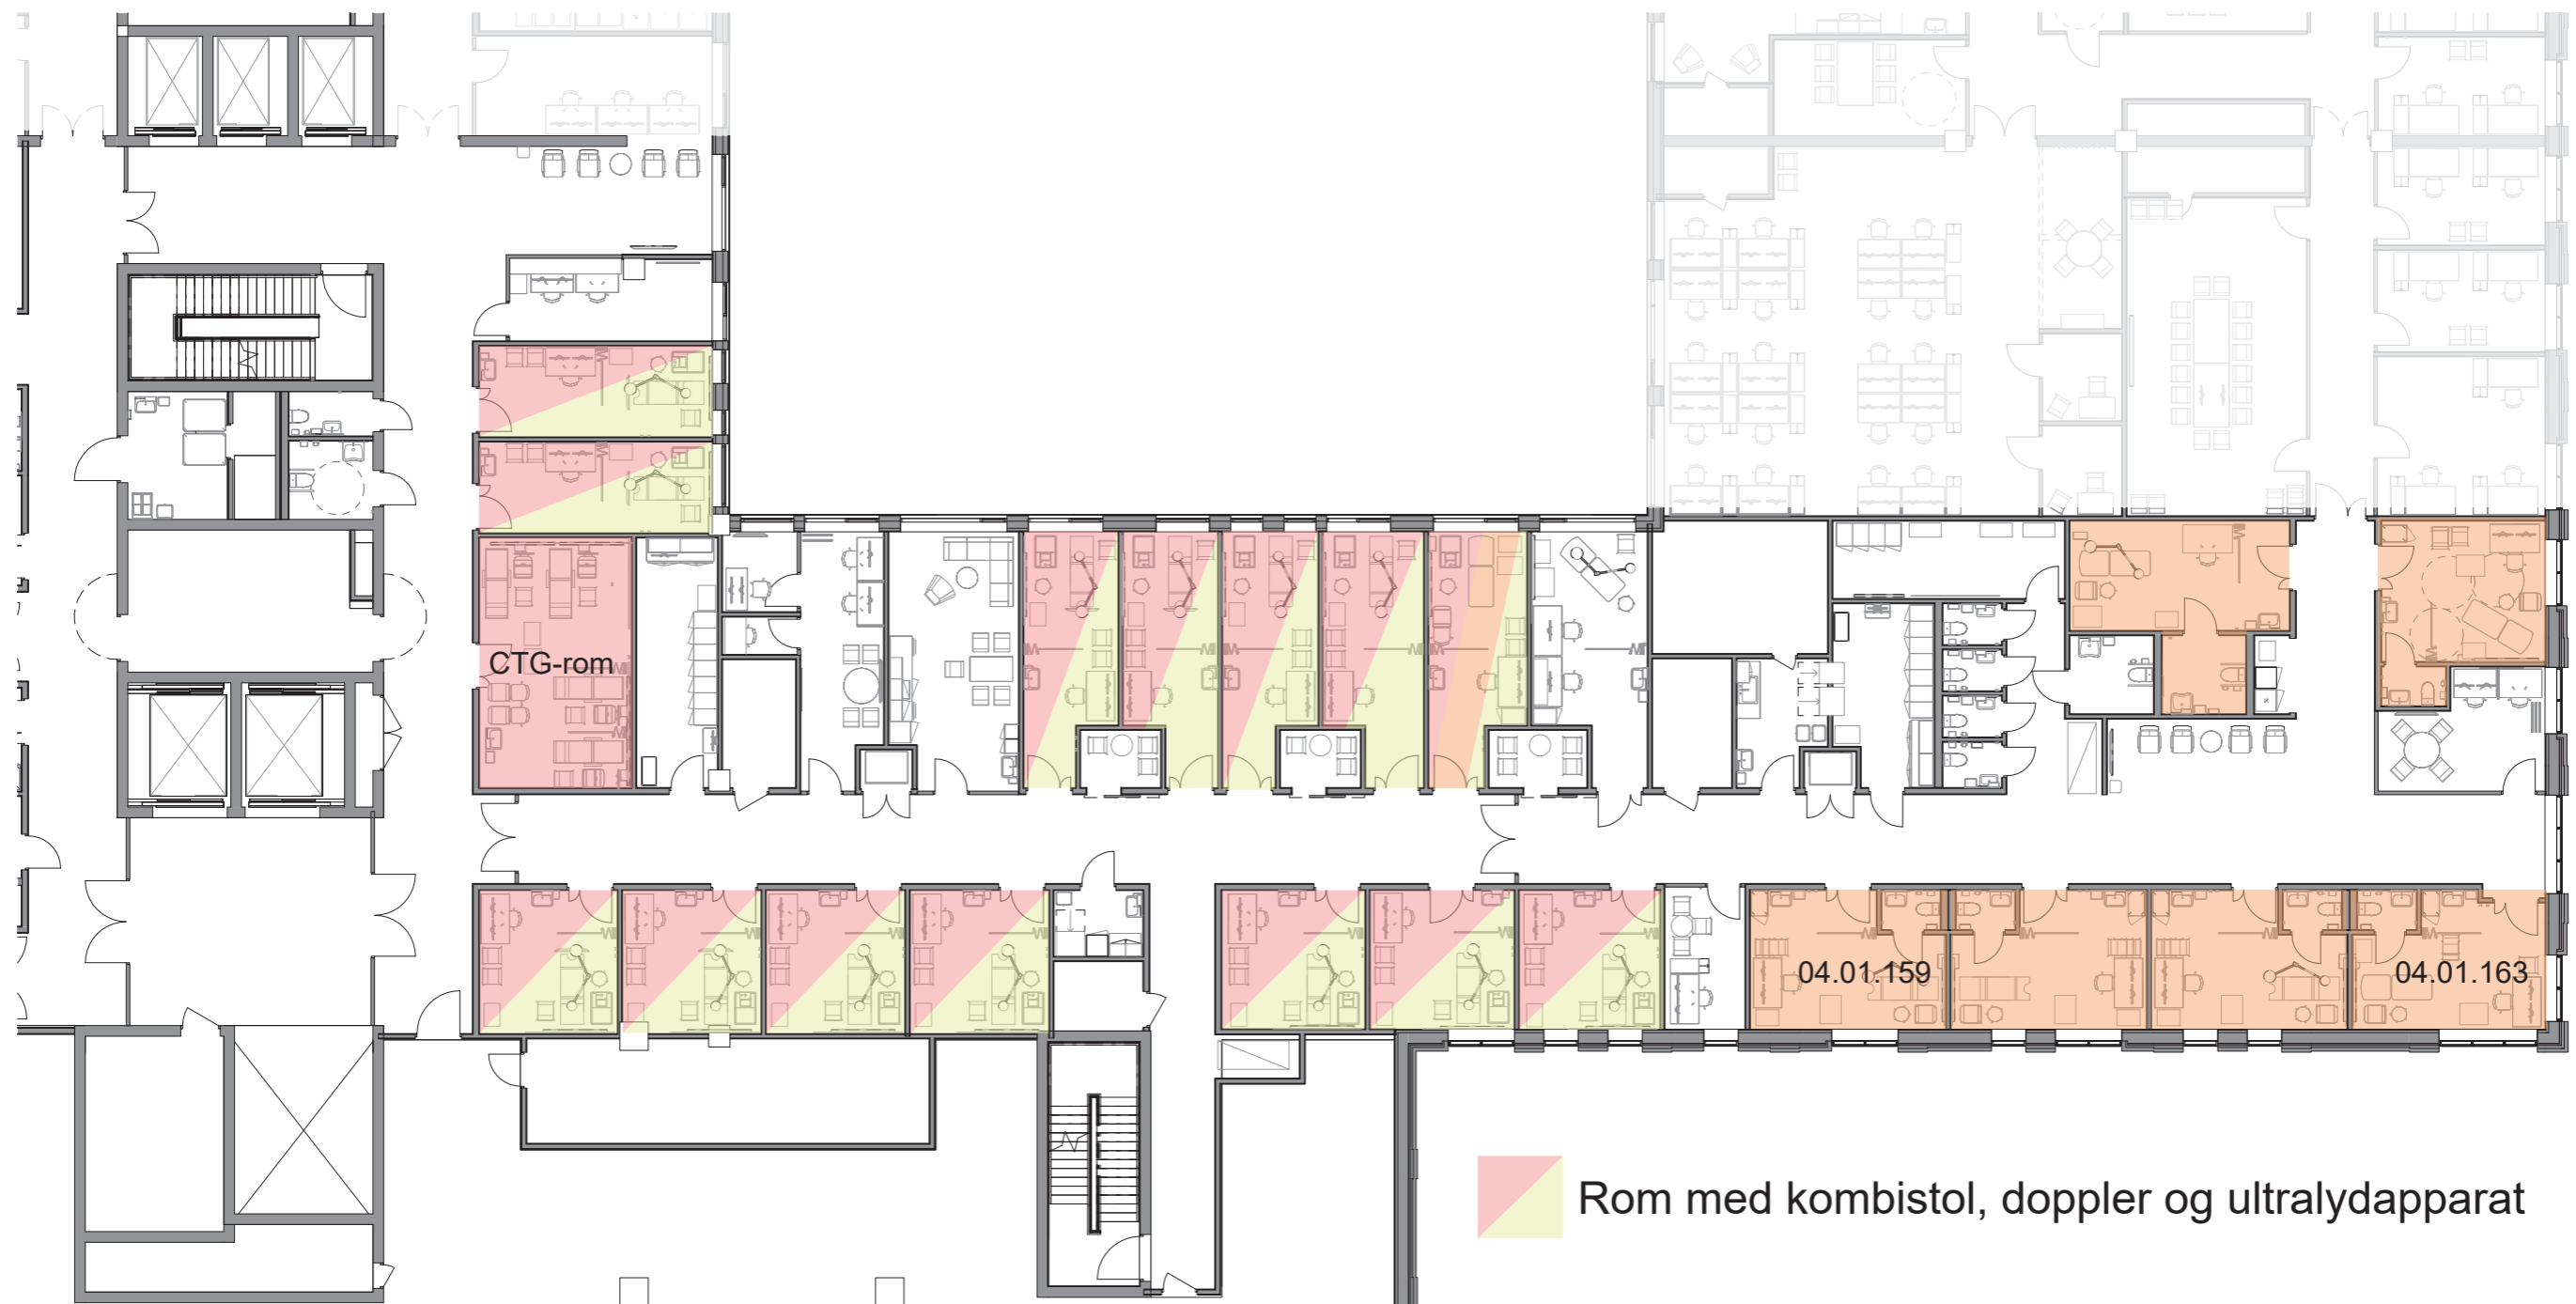 CTG-rom
04.01.159
04.01.163
Rom med kombistol, doppler og ultralydapparat